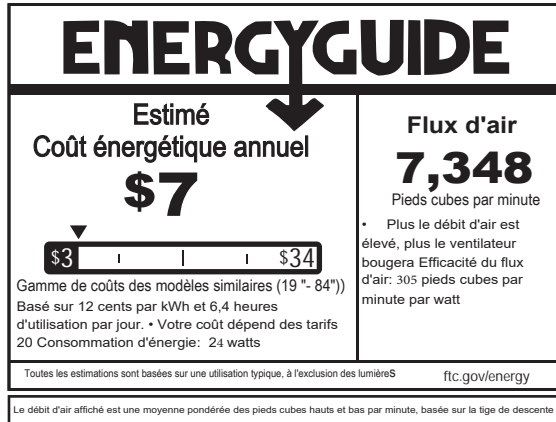 ENERGYGUIDE
Estimé
Coût énergétique annuel
$7
$3 $34
Gamme de coûts des modèles similaires (19 "- 84"))
Basé sur 12 cents par kWh et 6,4 heures
d'utilisation par jour. • Votre coût dépend des tarifs
20 Consommation d'énergie: 24 watts
Flux d'air
7,348
Pieds cubes par minute
• Plus le débit d'air est
élevé, plus le ventilateur
bougera Efficacité du flux
d'air: 305 pieds cubes par
minute par watt
Toutes les estimations sont basées sur une utilisation typique, à l'exclusion des lumièreS
ftc.gov/energy
Le débit d'air affiché est une moyenne pondérée des pieds cubes hauts et bas par minute, basée sur la tige de descente